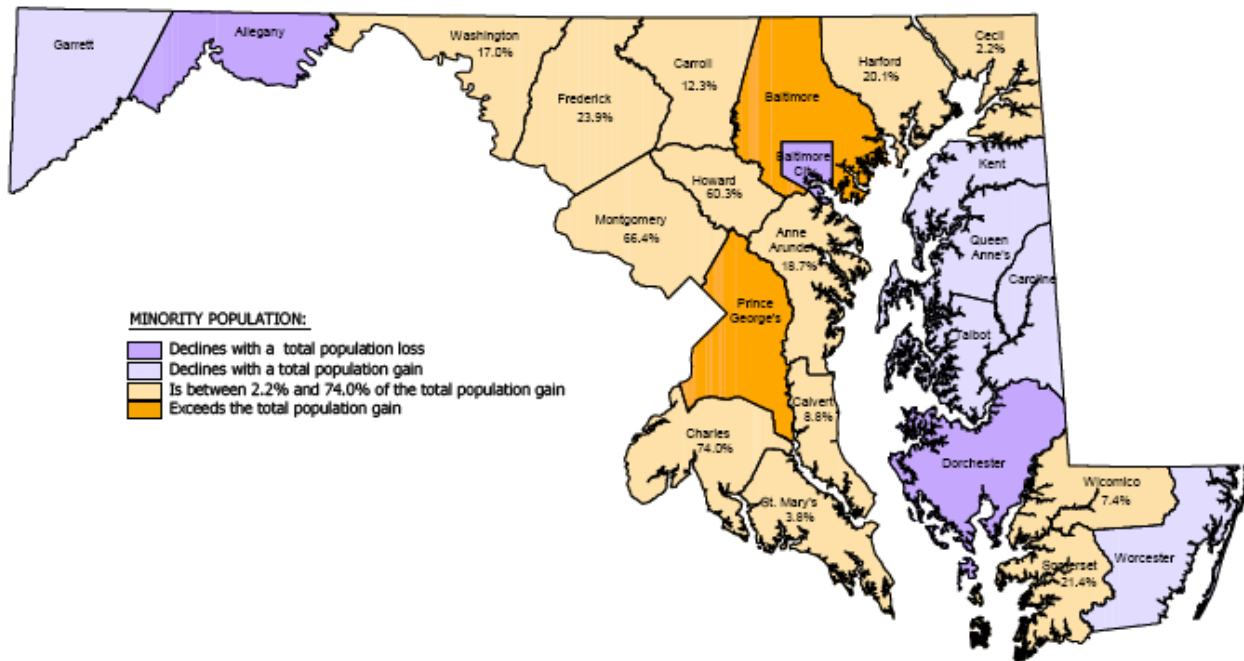 Garrett
Allegany
Washington
17.0%
Frederick
23.9%
Carroll
12.3%
Baltimore
Harford
20.1%
Cecil
2.2%
Baltimore
City
Howard
60.3%
Montgomery
66.4%
Anne
Arundel
18.7%
Prince
George's
Kent
Queen
Anne's
Caroline
Talbot
MINORITY POPULATION:
Declines with a total population loss
Declines with a total population gain
Is between 2.2% and 74.0% of the total population gain
Exceeds the total population gain
Calvert
8.8%
Charles
74.0%
St. Mary's
3.8%
Dorchester
Wicomico
7.4%
Somerset
21.4%
Worcester